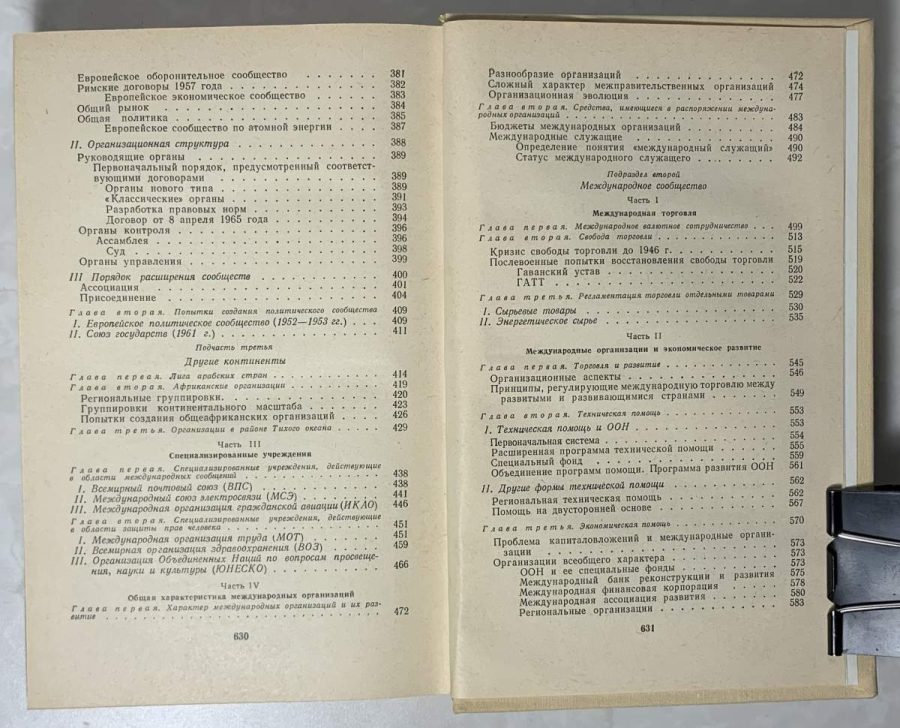 Европейское оборонительное сообщество . . . . . . . 381
Римские договоры 1957 года . . . . . . . . . . . . . 382
Европейское экономическое сообщество . . . . . . 383
Общий рынок . . . . . . . . . . . . . . . . . 384
Общая политика . . . . . . . . . . . . . . . . 385
Европейское сообщество по атомной энергии . . . . 387
II. Организационная структура . . . . . . . . . . . . 388
Руководящие органы . . . . . . . . . . . . . . . 389
Первоначальный порядок, предусмотренный соответст-
вующими договорами . . . . . . . . . . . . . 389
Органы нового типа . . . . . . . . . . . . . 389
«Классические» органы . . . . . . . . . . . . 391
Разработка правовых норм . . . . . . . . . . . 393
Договор от 8 апреля 1965 года . . . . . . . . . 394
Органы контроля . . . . . . . . . . . . . . . . 396
Ассамблея . . . . . . . . . . . . . . . . . . 396
Суд . . . . . . . . . . . . . . . . . . . . 398
Органы управления . . . . . . . . . . . . . . . 399
III Порядок расширения сообществ . . . . . . . . . . 400
Ассоциация . . . . . . . . . . . . . . . . . . 401
Присоединение . . . . . . . . . . . . . . . . . 404
Глава вторая. Попытки создания политического сообщества 409
I. Европейское политическое сообщество (1952—1953 гг.) . . 409
II. Союз государств (1961 г.) . . . . . . . . . . . . 411
Подчасть третья
Другие континенты
Глава первая. Лига арабских стран . . . . . . . . . 414
Глава вторая. Африканские организации . . . . . . . 419
Региональные группировки. . . . . . . . . . . . . 420
Группировки континентального масштаба . . . . . . . 423
Попытки создания общеафриканских организаций . . . . 426
Глава третья. Организации в районе Тихого океана . . . . 429
Часть III
Специализированные учреждения
Глава первая. Специализированные учреждения, действующие
в области международных сообщений . . . . . . . . . . 438
I. Всемирный почтовый союз (ВПС) . . . . . . . . . . 438
II. Международный союз электросвязи (МСЭ) . . . . . . 441
III. Международная организация гражданской авиации (ИКАО) 446
Глава вторая. Специализированные учреждения, действующие
в области защиты прав человека . . . . . . . . . . . 451
I. Международная организация труда (МОТ) . . . . . . 451
II. Всемирная организация здравоохранения (ВОЗ) . . . . 459
III. Организация Объединенных Наций по вопросам просвеще-
ния, науки и культуры (ЮНЕСКО) . . . . . . . . . 466
Часть IV
Общая характеристика международных организаций
Глава первая. Характер международных организаций и их раз-
витие . . . . . . . . . . . . . . . . . . . . 472
630
Разнообразие организаций . . . . . . . . . . . . . 472
Сложный характер межправительственных организаций 474
Организационная эволюция . . . . . . . . . . . . 477
Глава вторая. Средства, имеющиеся в распоряжении междуна-
родных организаций . . . . . . . . . . . . . . . 483
Бюджеты международных организаций . . . . . . . . 484
Международные служащие . . . . . . . . . . . . . 490
Определение понятия «международный служащий» 490
Статус международного служащего . . . . . . . . 492
Подраздел второй
Международное сообщество
Часть I
Международная торговля
Глава первая. Международное валютное сотрудничество . . . 499
Глава вторая. Свобода торговли . . . . . . . . . . . 513
Кризис свободы торговли до 1946 г. . . . . . . . . . 515
Послевоенные попытки восстановления свободы торговли 519
Гаванский устав . . . . . . . . . . . . . . . 520
ГАТТ . . . . . . . . . . . . . . . . . . . 522
Глава третья. Регламентация торговли отдельными товарами 529
I. Сырьевые товары . . . . . . . . . . . . . . . . 530
II. Энергетическое сырье . . . . . . . . . . . . . . 535
Часть II
Международные организации и экономическое развитие
Глава первая. Торговля и развитие . . . . . . . . . . 545
Организационные аспекты . . . . . . . . . . . . . 546
Принципы, регулирующие международную торговлю между
развитыми и развивающимися странами . . . . . . . 549
Глава вторая. Техническая помощь . . . . . . . . . . 553
I. Техническая помощь и ООН . . . . . . . . . . . . 553
Первоначальная система . . . . . . . . . . . . . . 554
Расширенная программа технической помощи . . . . . 555
Специальный фонд . . . . . . . . . . . . . . . . 559
Объединение программ помощи. Программа развития ООН 561
II. Другие формы технической помощи . . . . . . . . . 562
Региональная техническая помощь . . . . . . . . . . 562
Помощь на двусторонней основе . . . . . . . . . . . 567
Глава третья. Экономическая помощь . . . . . . . . . 570
Проблема капиталовложений и международные органи-
зации . . . . . . . . . . . . . . . . . . . . 573
Организации всеобщего характера . . . . . . . . . . 573
ООН и ее специальные фонды . . . . . . . . . . 573
Международный банк реконструкции и развития 575
Международная финансовая корпорация . . . . . . 578
Международная ассоциация развития . . . . . . . 580
Региональные организации . . . . . . . . . . . . 583
631